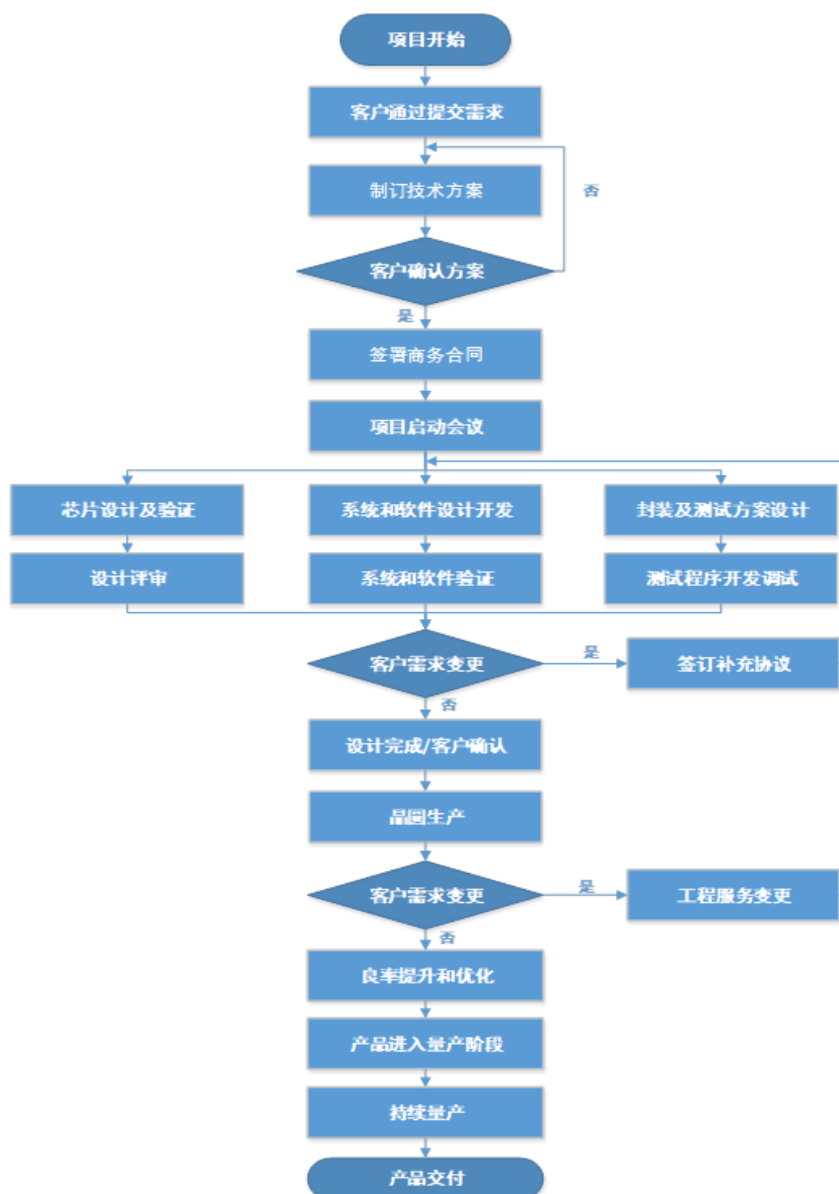 项目开始
客户通过提交需求
制订技术方案
否
客户确认方案
是
签署商务合同
项目启动会议
芯片设计及验证
系统和软件设计开发
封装及测试方案设计
设计评审
系统和软件验证
测试程序开发调试
客户需求变更
是
签订补充协议
否
设计完成/客户确认
晶圆生产
客户需求变更
是
工程服务变更
否
良率提升和优化
产品进入量产阶段
持续量产
产品交付